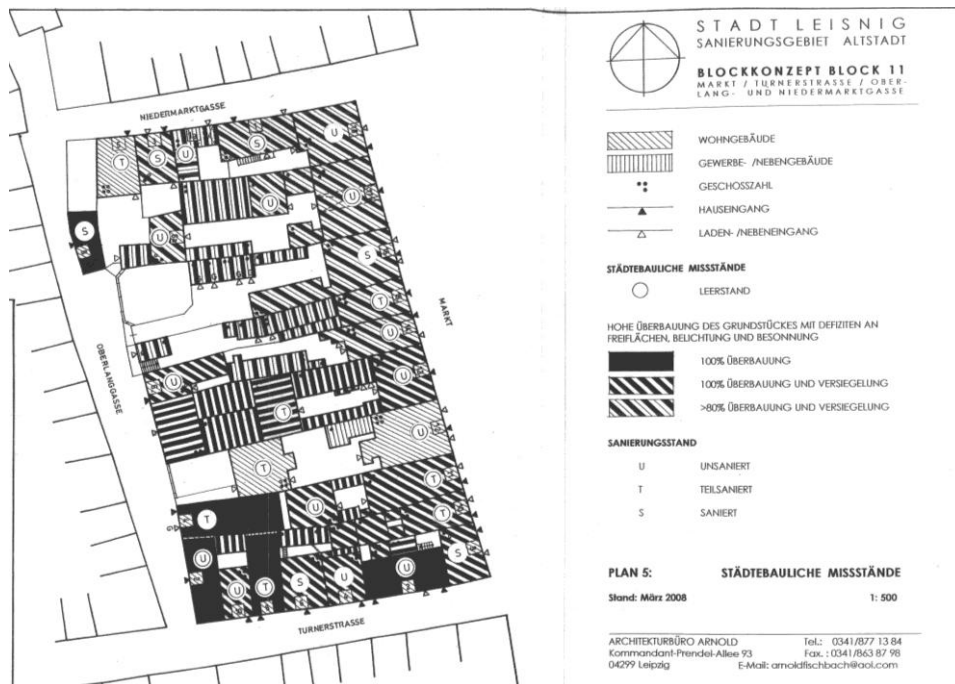 STADT LEISNIG
SANIERUNGSGEBIET ALTSTADT
BLOCKKONZEPT BLOCK 11
MARKT / TURNERSTRASSE / OBER-
LANG- UND NIEDERMARKTGASSE
WOHNGEBÄUDE
GEWERBE- /NEBENGEBÄUDE
GESCHOSSZAHL
HAUSEINGANG
LADEN- /NEBENEINGANG
STÄDTEBAULICHE MISSSTÄNDE
LEERSTAND
HOHE ÜBERBAUUNG DES GRUNDSTÜCKES MIT DEFIZITEN AN
FREIFLÄCHEN, BELICHTUNG UND BESONNUNG
100% ÜBERBAUUNG
100% ÜBERBAUUNG UND VERSIEGELUNG
>80% ÜBERBAUUNG UND VERSIEGELUNG
SANIERUNGSSTAND
U UNSANIERT
T TEILSANIERT
S SANIERT
PLAN 5: STÄDTEBAULICHE MISSSTÄNDE
Stand: März 2008 1: 500
ARCHITEKTURBÜRO ARNOLD Tel.: 0341/877 13 84
Kommandant-Prendel-Allee 93 Fax. : 0341/863 87 98
04299 Leipzig E-Mail: arnoldfischbach@aol.com
NIEDERMARKTGASSE
T S U S U
S U U U
S
T
U
MARKT
OBERLANGGASSE
U U
T
U
T T
U
T T
U
T U S U U S
TURNERSTRASSE